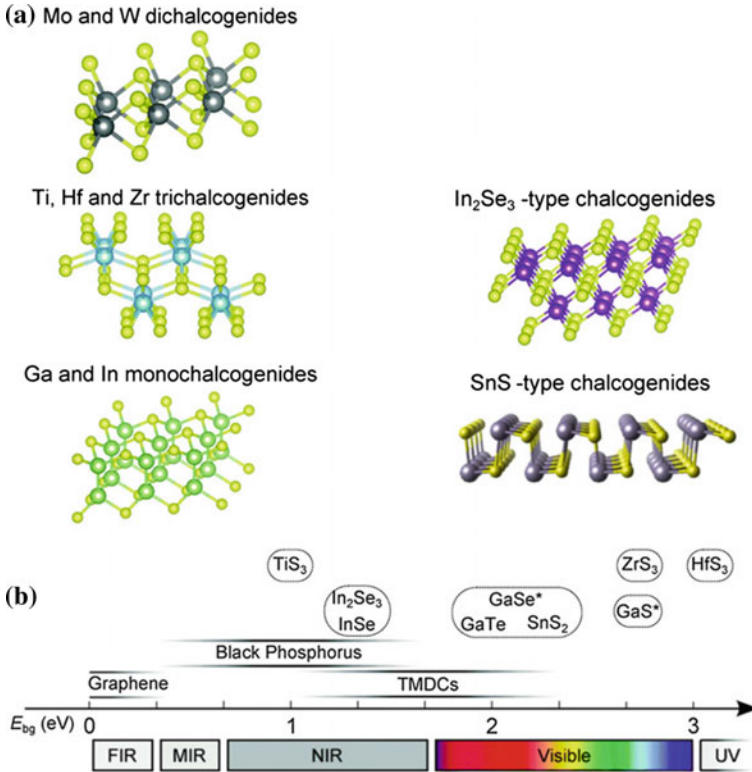 (a) Mo and W dichalcogenides
Ti, Hf and Zr trichalcogenides
In₂Se₃ -type chalcogenides
Ga and In monochalcogenides
SnS -type chalcogenides
TiS₃
ZrS₃
HfS₃
(b)
In₂Se₃
InSe
GaSe*
GaTe SnS₂
GaS*
Black Phosphorus
Graphene
TMDCs
E_bg (eV) 0 1 2 3
FIR MIR NIR Visible UV